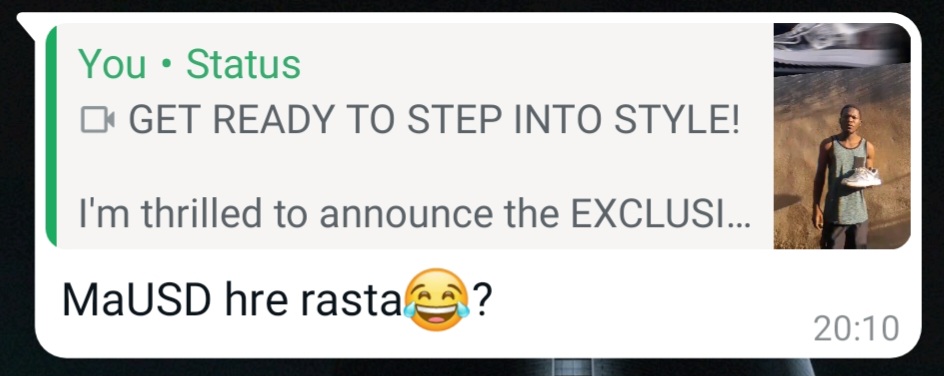 You • Status
GET READY TO STEP INTO STYLE!
I'm thrilled to announce the EXCLUSI...
MaUSD hre rasta😂?
20:10